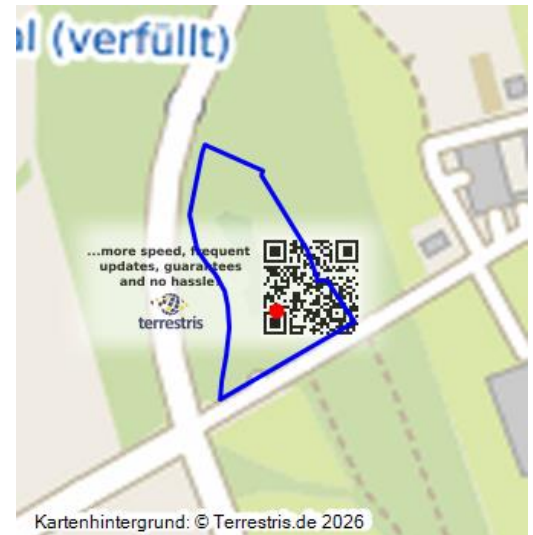 al (verfüllt)
...more speed, frequent
updates, guarantees
and no hassle!
terrestris
Kartenhintergrund: © Terrestris.de 2026